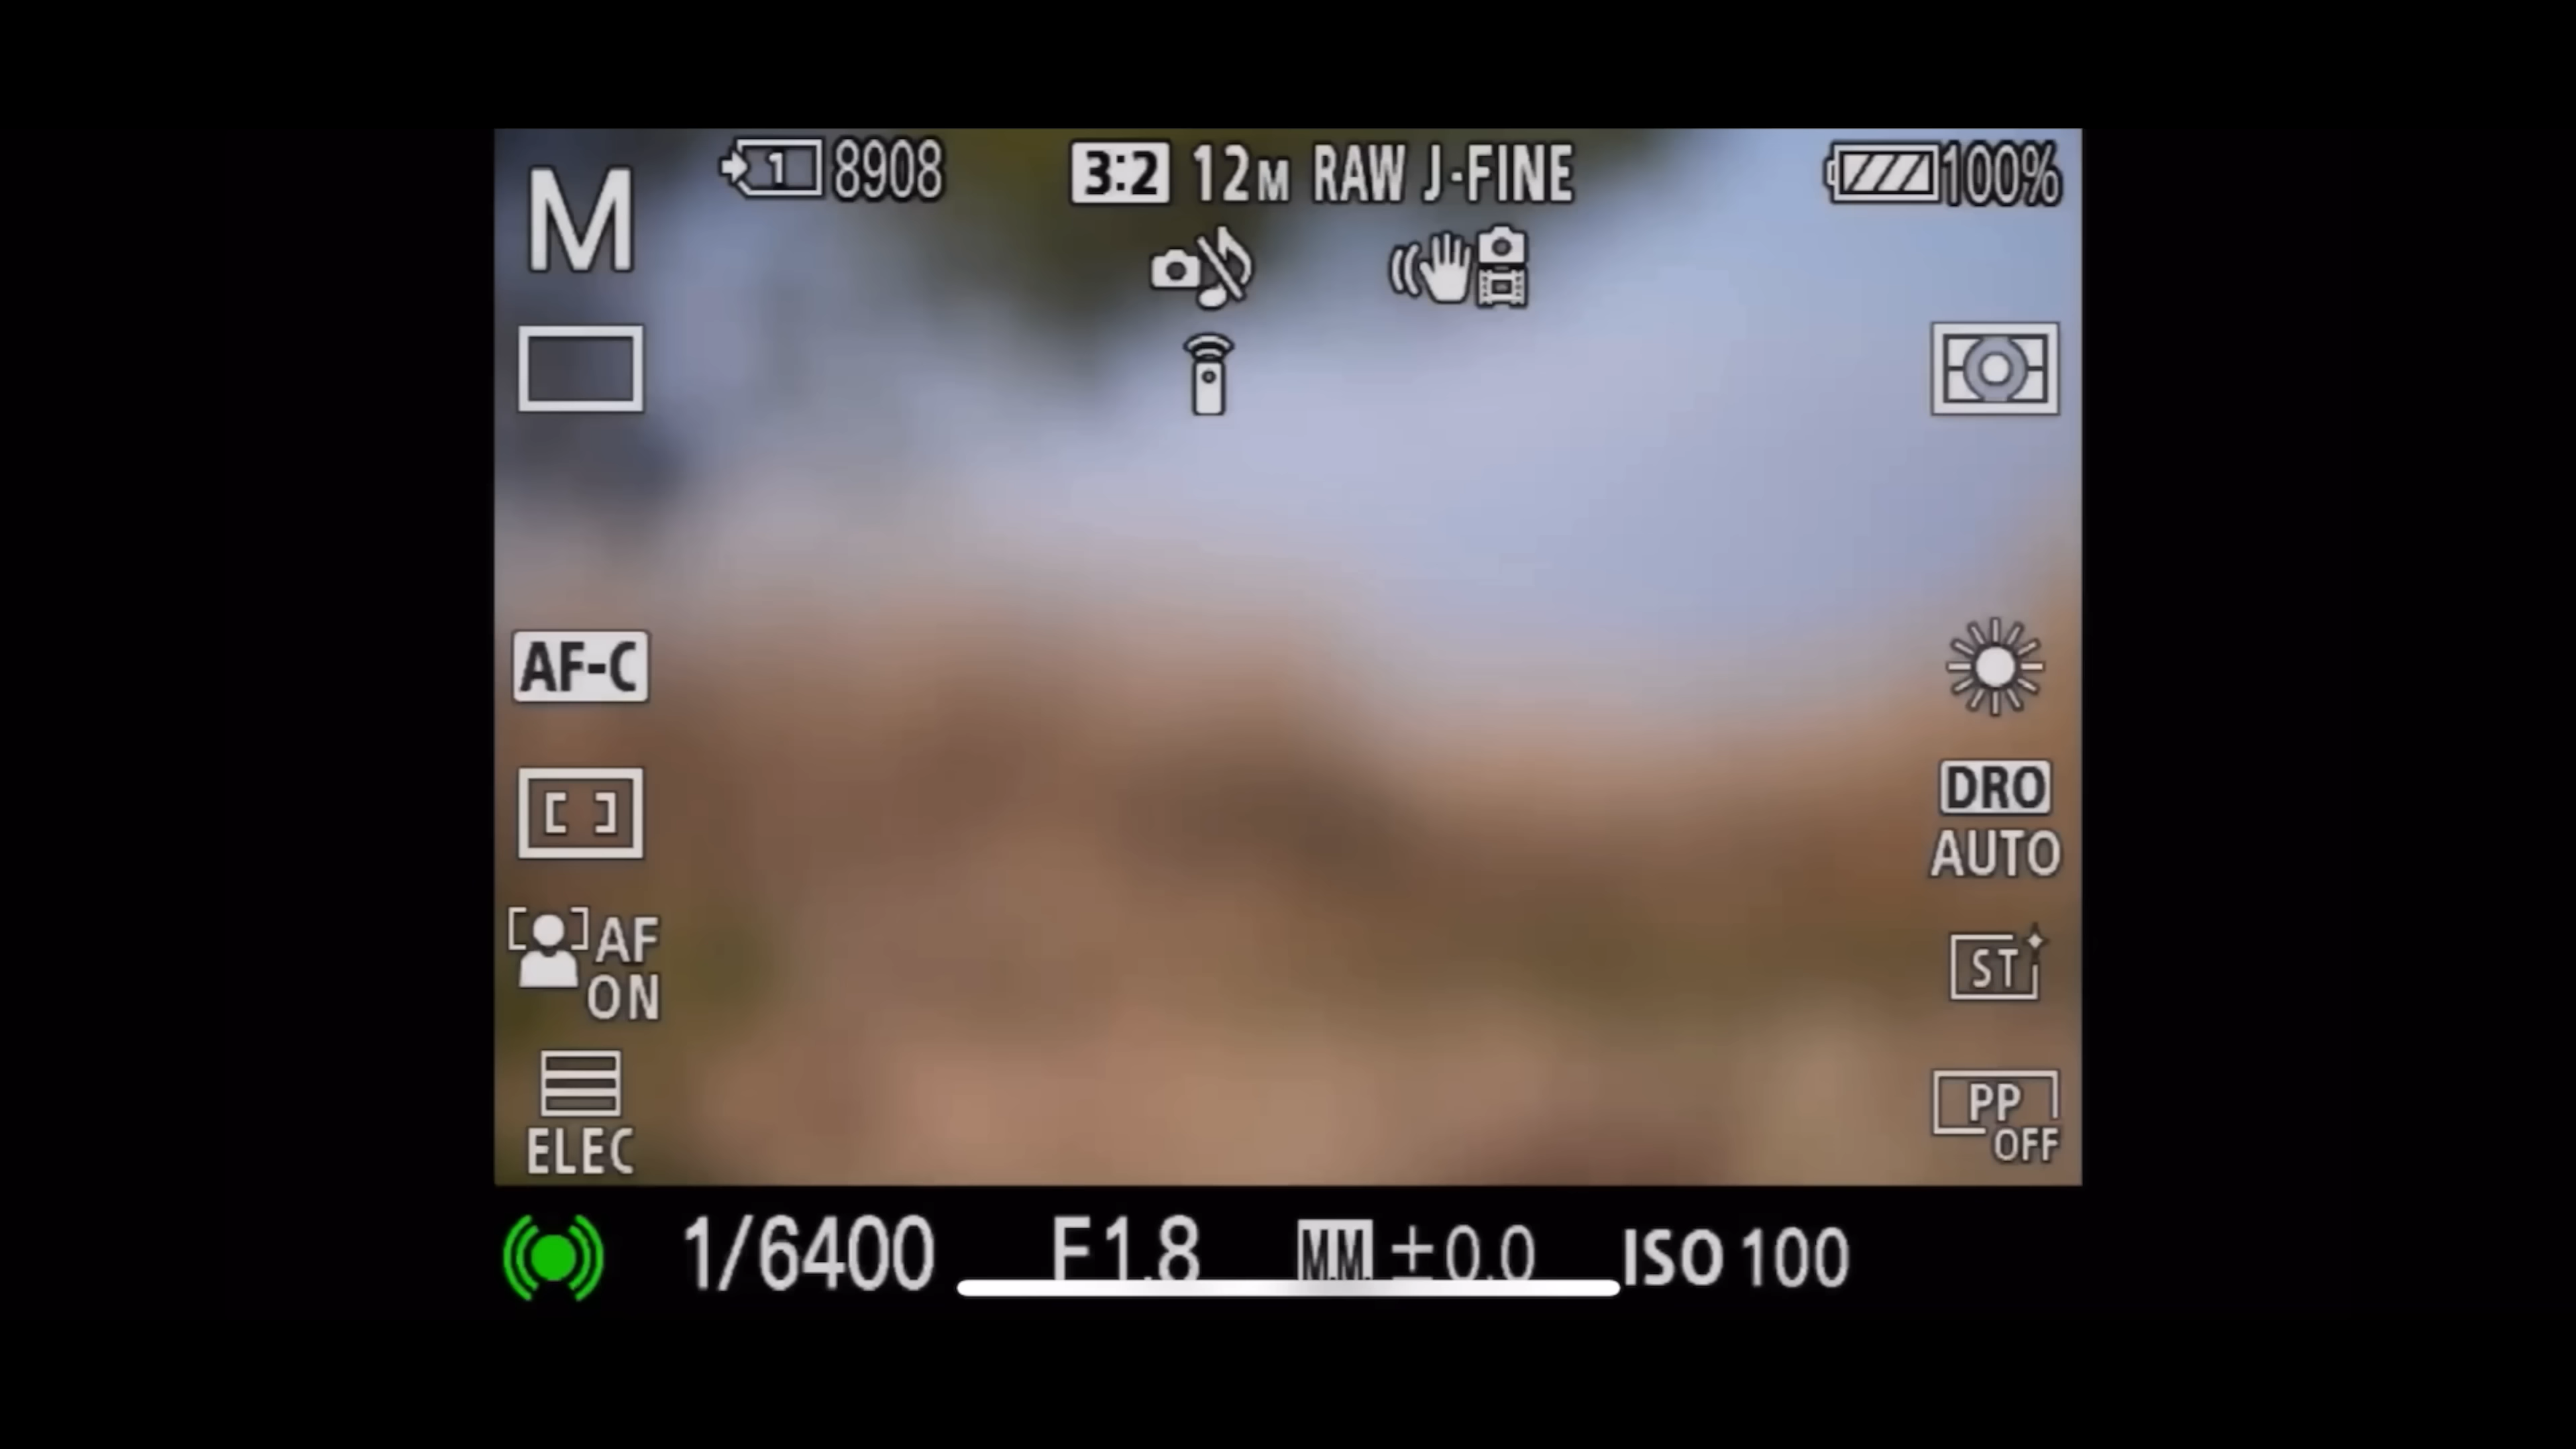 M 1 8908 3:2 12M RAW J-FINE 100%
AF-C
DRO
AUTO
AF
ON
ST
PP
OFF
ELEC
1/6400 F1.8 M.M. ±0.0 ISO 100